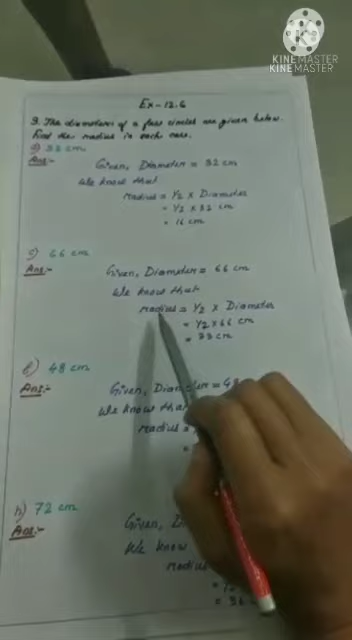 KINEMASTER
KINEMASTER
Ex-12.6
3. The diameters of a few circles are given below.
Find the radius in each case.
a) 32 cm
Ans:- Given, Diameter = 32 cm
We know that
radius = 1/2 x Diameter
= 1/2 x 32 cm
= 16 cm
c) 66 cm
Ans:- Given, Diameter = 66 cm
We know that
radius = 1/2 x Diameter
= 1/2 x 66 cm
= 33 cm
48 cm
Ans:- Given, = 48
We know that
radius =
=
h) 72 cm
Ans:- Given,
We know
radius
= 36